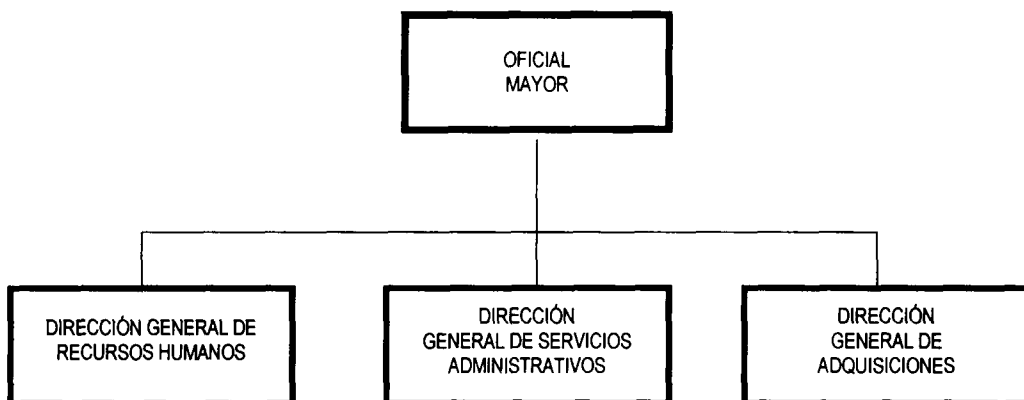 OFICIAL
MAYOR
DIRECCIÓN GENERAL DE
RECURSOS HUMANOS
DIRECCIÓN
GENERAL DE SERVICIOS
ADMINISTRATIVOS
DIRECCIÓN
GENERAL DE
ADQUISICIONES